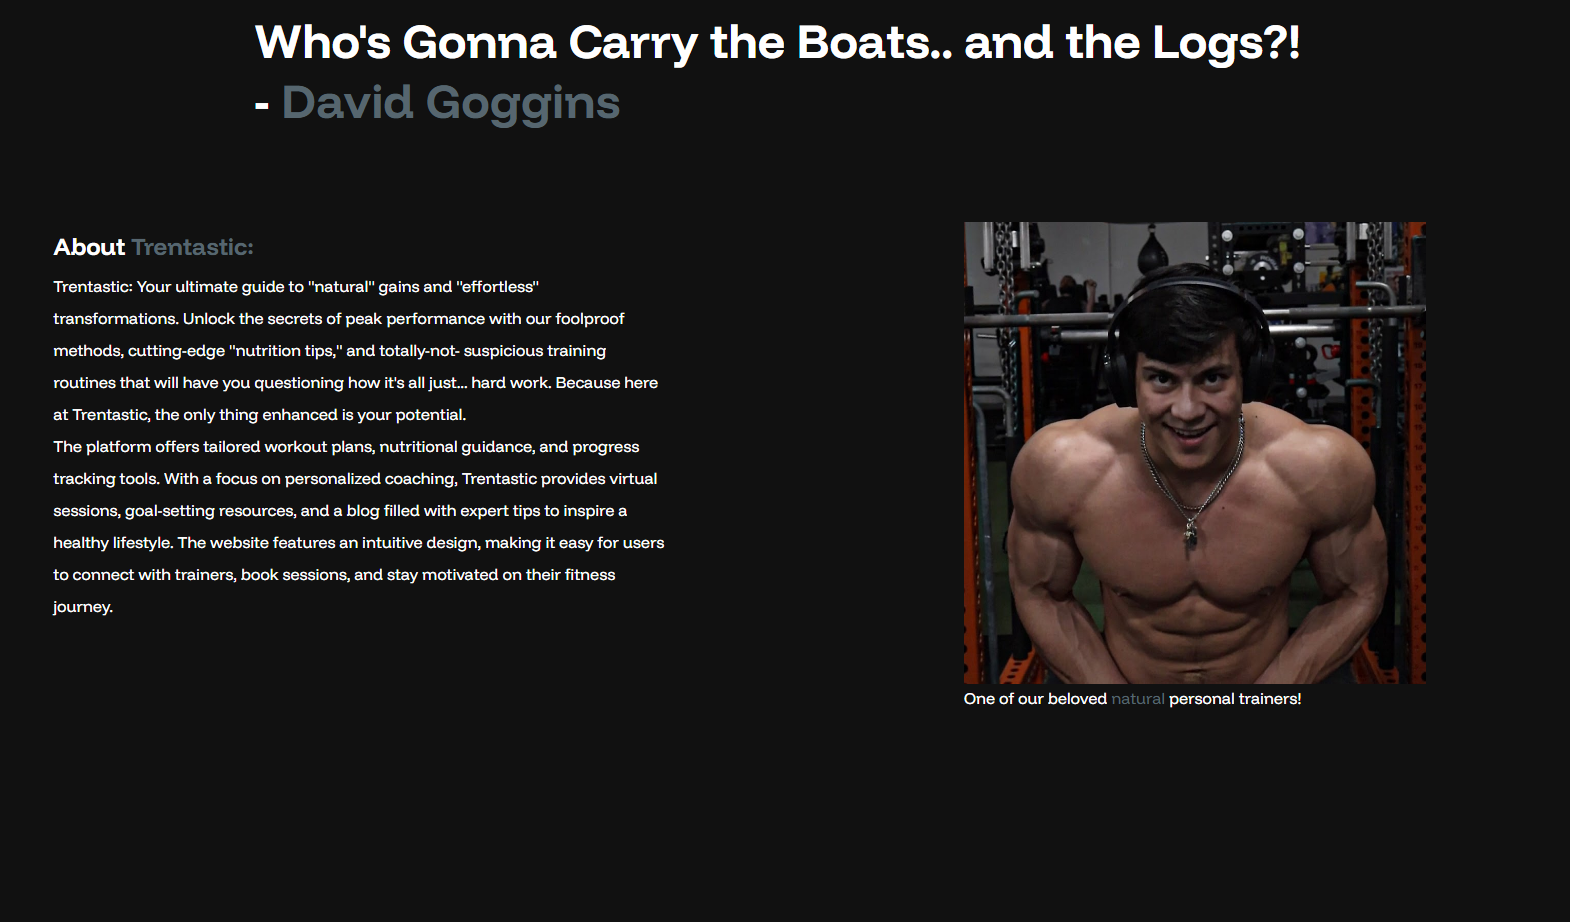 Who's Gonna Carry the Boats.. and the Logs?!
- David Goggins
About Trentastic:
Trentastic: Your ultimate guide to "natural" gains and "effortless"
transformations. Unlock the secrets of peak performance with our foolproof
methods, cutting-edge "nutrition tips," and totally-not- suspicious training
routines that will have you questioning how it's all just... hard work. Because here
at Trentastic, the only thing enhanced is your potential.
The platform offers tailored workout plans, nutritional guidance, and progress
tracking tools. With a focus on personalized coaching, Trentastic provides virtual
sessions, goal-setting resources, and a blog filled with expert tips to inspire a
healthy lifestyle. The website features an intuitive design, making it easy for users
to connect with trainers, book sessions, and stay motivated on their fitness
journey.
One of our beloved natural personal trainers!